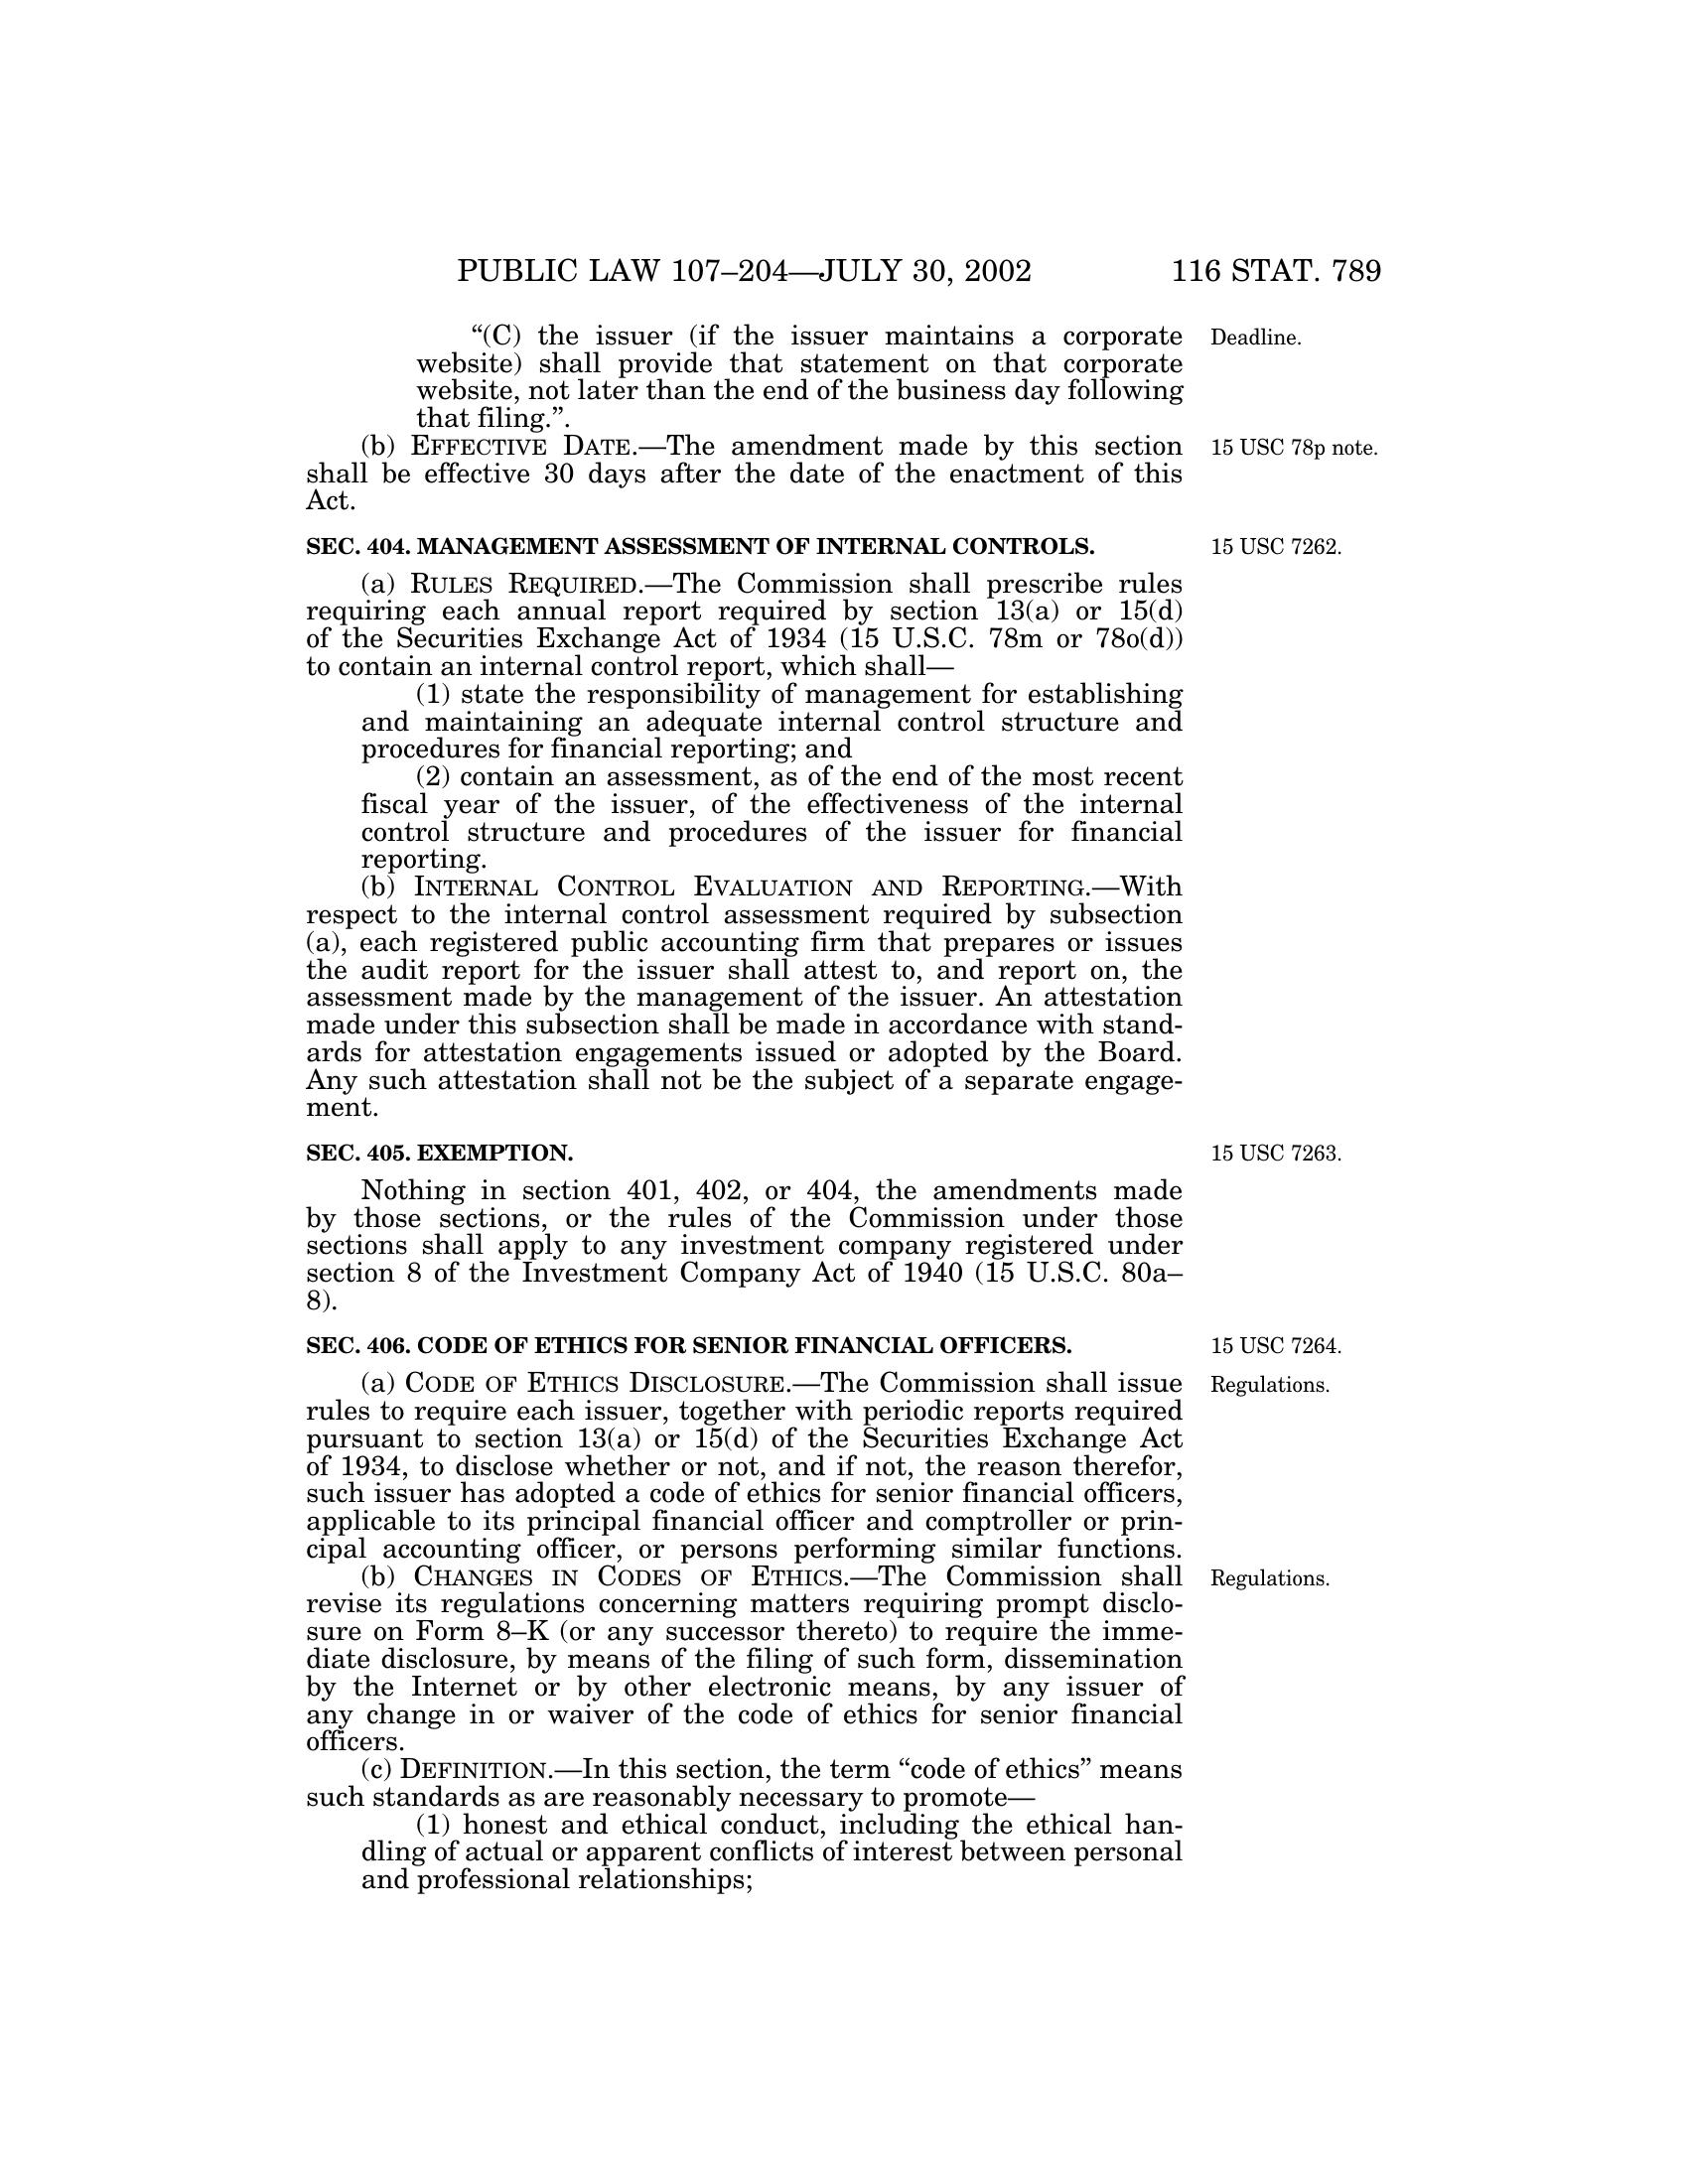 PUBLIC LAW 107–204—JULY 30, 2002 116 STAT. 789
“(C) the issuer (if the issuer maintains a corporate Deadline.
website) shall provide that statement on that corporate
website, not later than the end of the business day following
that filing.”.
(b) EFFECTIVE DATE.—The amendment made by this section 15 USC 78p note.
shall be effective 30 days after the date of the enactment of this
Act.
SEC. 404. MANAGEMENT ASSESSMENT OF INTERNAL CONTROLS. 15 USC 7262.
(a) RULES REQUIRED.—The Commission shall prescribe rules
requiring each annual report required by section 13(a) or 15(d)
of the Securities Exchange Act of 1934 (15 U.S.C. 78m or 78o(d))
to contain an internal control report, which shall—
(1) state the responsibility of management for establishing
and maintaining an adequate internal control structure and
procedures for financial reporting; and
(2) contain an assessment, as of the end of the most recent
fiscal year of the issuer, of the effectiveness of the internal
control structure and procedures of the issuer for financial
reporting.
(b) INTERNAL CONTROL EVALUATION AND REPORTING.—With
respect to the internal control assessment required by subsection
(a), each registered public accounting firm that prepares or issues
the audit report for the issuer shall attest to, and report on, the
assessment made by the management of the issuer. An attestation
made under this subsection shall be made in accordance with stand-
ards for attestation engagements issued or adopted by the Board.
Any such attestation shall not be the subject of a separate engage-
ment.
SEC. 405. EXEMPTION. 15 USC 7263.
Nothing in section 401, 402, or 404, the amendments made
by those sections, or the rules of the Commission under those
sections shall apply to any investment company registered under
section 8 of the Investment Company Act of 1940 (15 U.S.C. 80a–
8).
SEC. 406. CODE OF ETHICS FOR SENIOR FINANCIAL OFFICERS. 15 USC 7264.
(a) CODE OF ETHICS DISCLOSURE.—The Commission shall issue Regulations.
rules to require each issuer, together with periodic reports required
pursuant to section 13(a) or 15(d) of the Securities Exchange Act
of 1934, to disclose whether or not, and if not, the reason therefor,
such issuer has adopted a code of ethics for senior financial officers,
applicable to its principal financial officer and comptroller or prin-
cipal accounting officer, or persons performing similar functions.
(b) CHANGES IN CODES OF ETHICS.—The Commission shall Regulations.
revise its regulations concerning matters requiring prompt disclo-
sure on Form 8–K (or any successor thereto) to require the imme-
diate disclosure, by means of the filing of such form, dissemination
by the Internet or by other electronic means, by any issuer of
any change in or waiver of the code of ethics for senior financial
officers.
(c) DEFINITION.—In this section, the term “code of ethics” means
such standards as are reasonably necessary to promote—
(1) honest and ethical conduct, including the ethical han-
dling of actual or apparent conflicts of interest between personal
and professional relationships;